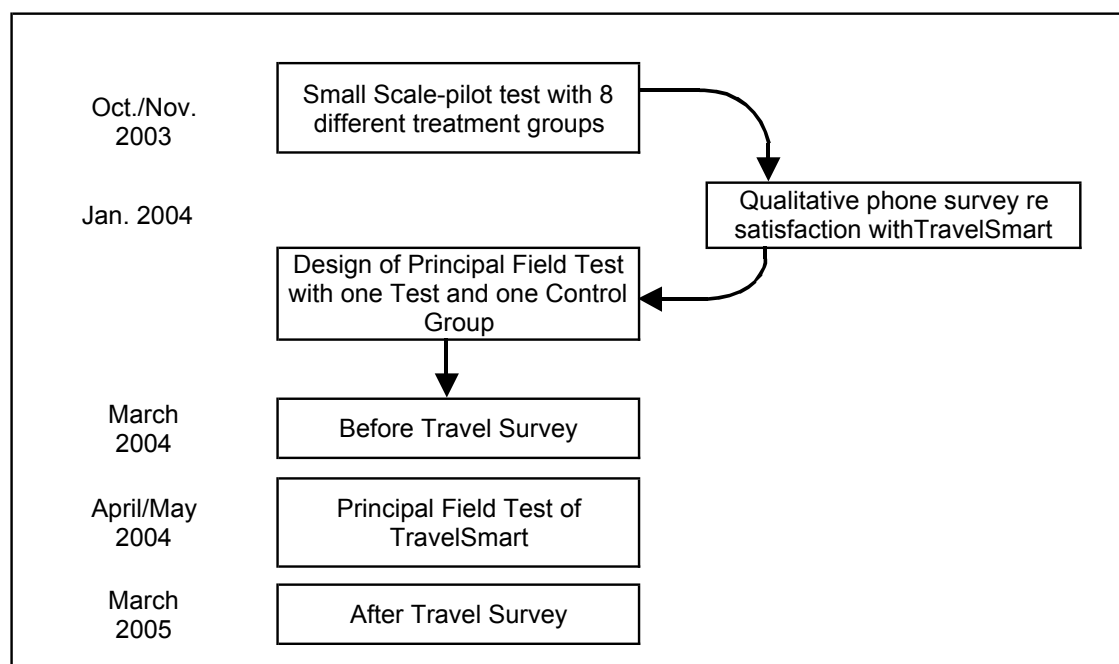 Oct./Nov.
2003
Small Scale-pilot test with 8
different treatment groups
Jan. 2004
Qualitative phone survey re
satisfaction withTravelSmart
Design of Principal Field Test
with one Test and one Control
Group
March
2004
Before Travel Survey
April/May
2004
Principal Field Test of
TravelSmart
March
2005
After Travel Survey